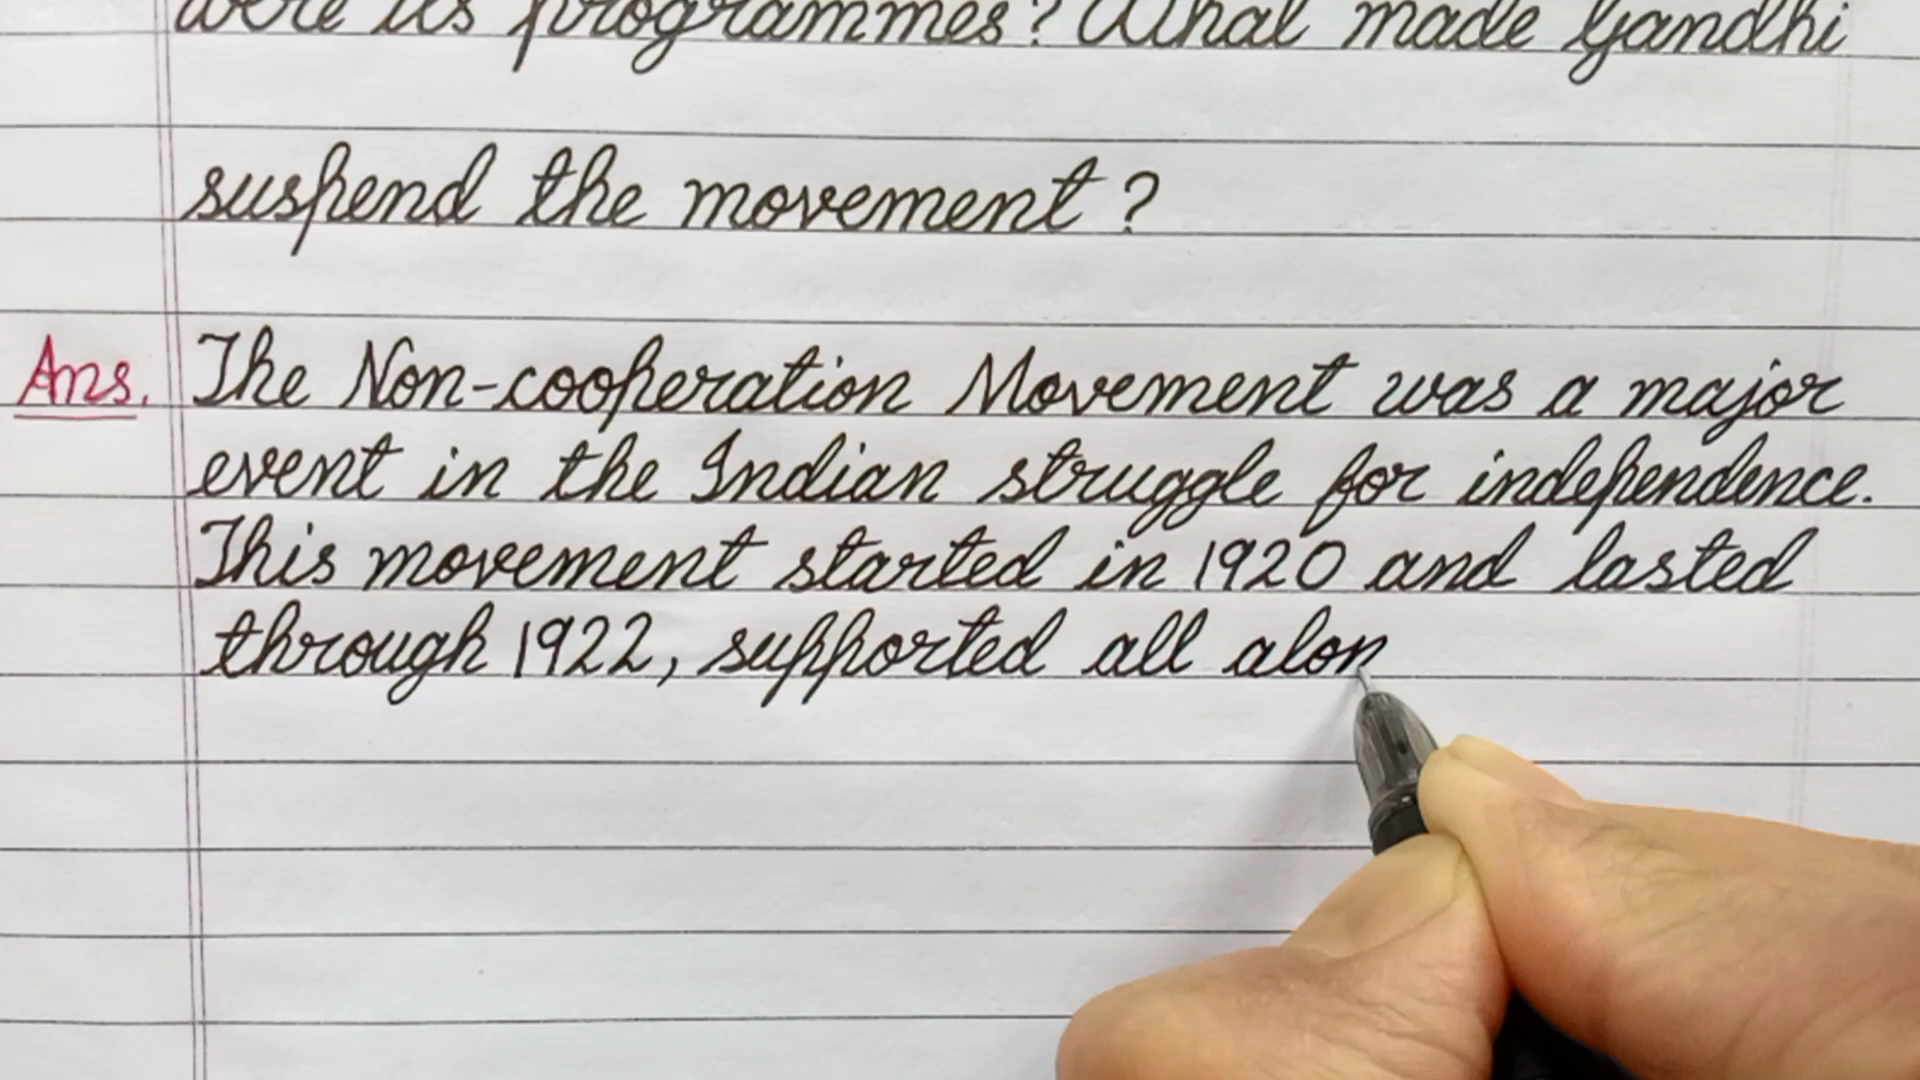 were its programmes? What made Gandhi
suspend the movement?
Ans. The Non-cooperation Movement was a major
event in the Indian struggle for independence.
This movement started in 1920 and lasted
through 1922, supported all alon